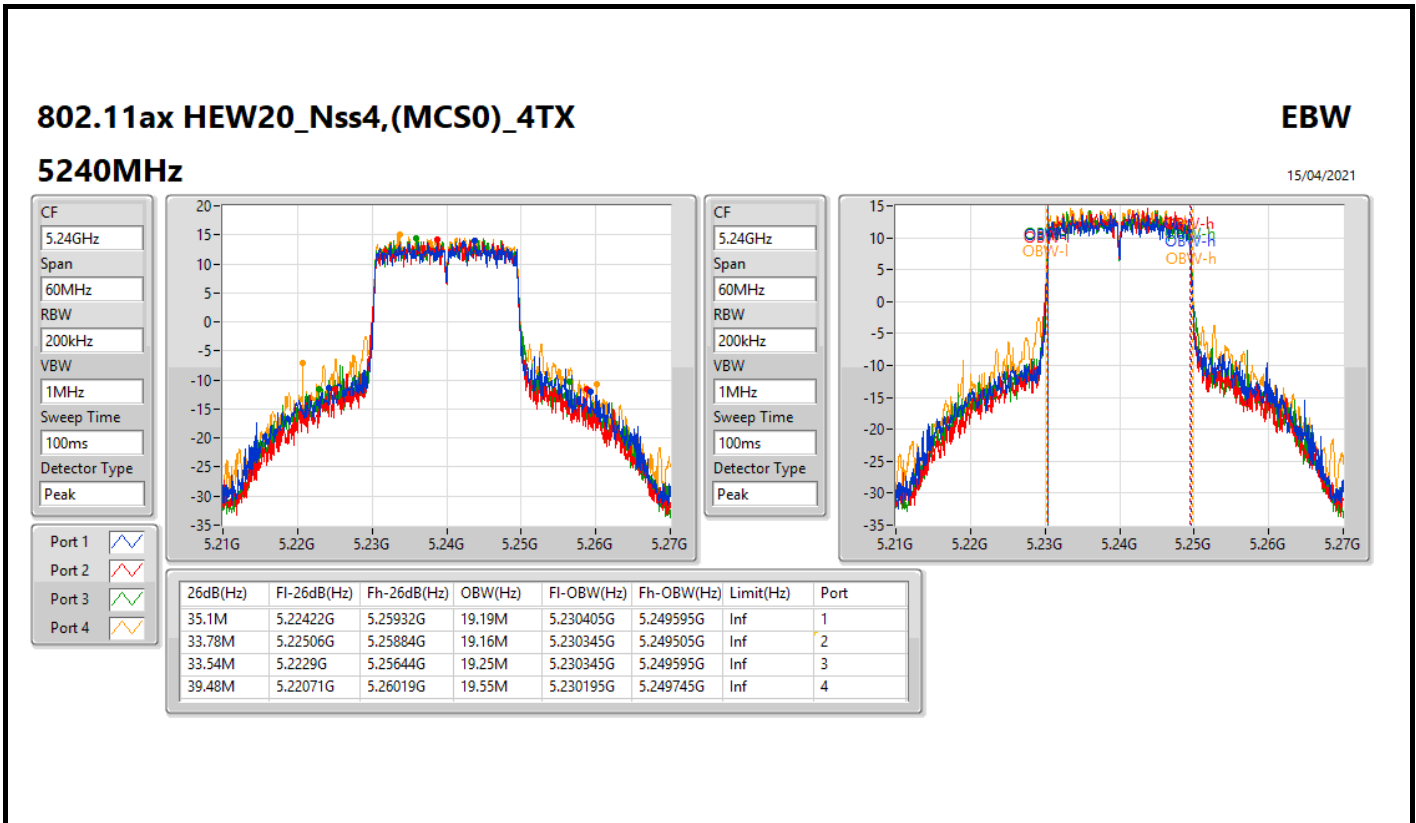 802.11ax HEW20_Nss4,(MCS0)_4TX EBW
5240MHz 15/04/2021
CF
5.24GHz
Span
60MHz
RBW
200kHz
VBW
1MHz
Sweep Time
100ms
Detector Type
Peak
20
15
10
5
0
-5
-10
-15
-20
-25
-30
-35
5.21G 5.22G 5.23G 5.24G 5.25G 5.26G 5.27G
CF
5.24GHz
Span
60MHz
RBW
200kHz
VBW
1MHz
Sweep Time
100ms
Detector Type
Peak
15
10
5
0
-5
-10
-15
-20
-25
-30
-35
OBW-l
OBW-h
OBW-h
OBW-h
5.21G 5.22G 5.23G 5.24G 5.25G 5.26G 5.27G
Port 1
Port 2
Port 3
Port 4
26dB(Hz) Fl-26dB(Hz) Fh-26dB(Hz) OBW(Hz) Fl-OBW(Hz) Fh-OBW(Hz) Limit(Hz) Port
35.1M 5.22422G 5.25932G 19.19M 5.230405G 5.249595G Inf 1
33.78M 5.22506G 5.25884G 19.16M 5.230345G 5.249505G Inf 2
33.54M 5.2229G 5.25644G 19.25M 5.230345G 5.249595G Inf 3
39.48M 5.22071G 5.26019G 19.55M 5.230195G 5.249745G Inf 4